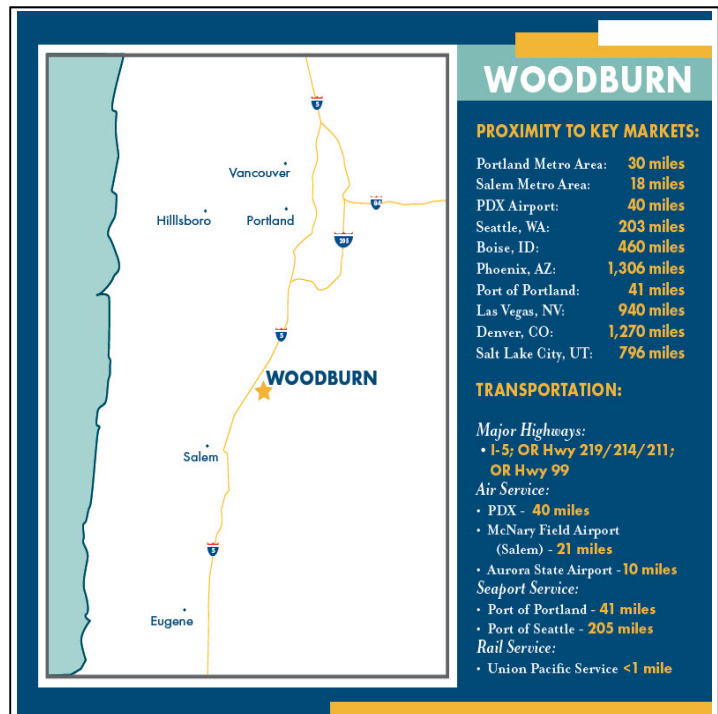 5
Vancouver
84
Hilllsboro
Portland
205
5
WOODBURN
Salem
5
Eugene
WOODBURN
PROXIMITY TO KEY MARKETS:
Portland Metro Area: 30 miles
Salem Metro Area: 18 miles
PDX Airport: 40 miles
Seattle, WA: 203 miles
Boise, ID: 460 miles
Phoenix, AZ: 1,306 miles
Port of Portland: 41 miles
Las Vegas, NV: 940 miles
Denver, CO: 1,270 miles
Salt Lake City, UT: 796 miles
TRANSPORTATION:
Major Highways:
• I-5; OR Hwy 219/214/211;
OR Hwy 99
Air Service:
• PDX - 40 miles
• McNary Field Airport
(Salem) - 21 miles
• Aurora State Airport - 10 miles
Seaport Service:
• Port of Portland - 41 miles
• Port of Seattle - 205 miles
Rail Service:
• Union Pacific Service <1 mile